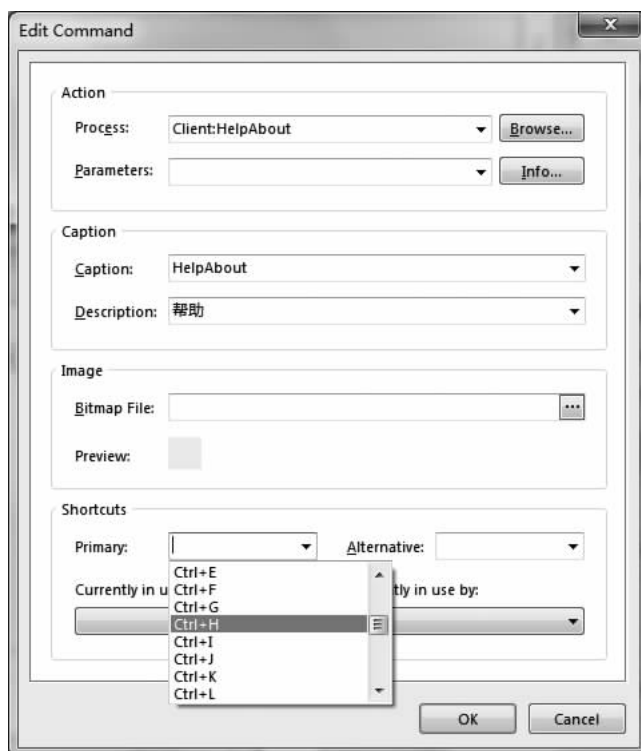 Edit Command
Action
Process: Client:HelpAbout Browse...
Parameters: Info...
Caption
Caption: HelpAbout
Description: 帮助
Image
Bitmap File: ...
Preview:
Shortcuts
Primary: Alternative:
Currently in u tly in use by:
Ctrl+E
Ctrl+F
Ctrl+G
Ctrl+H
Ctrl+I
Ctrl+J
Ctrl+K
Ctrl+L
OK Cancel